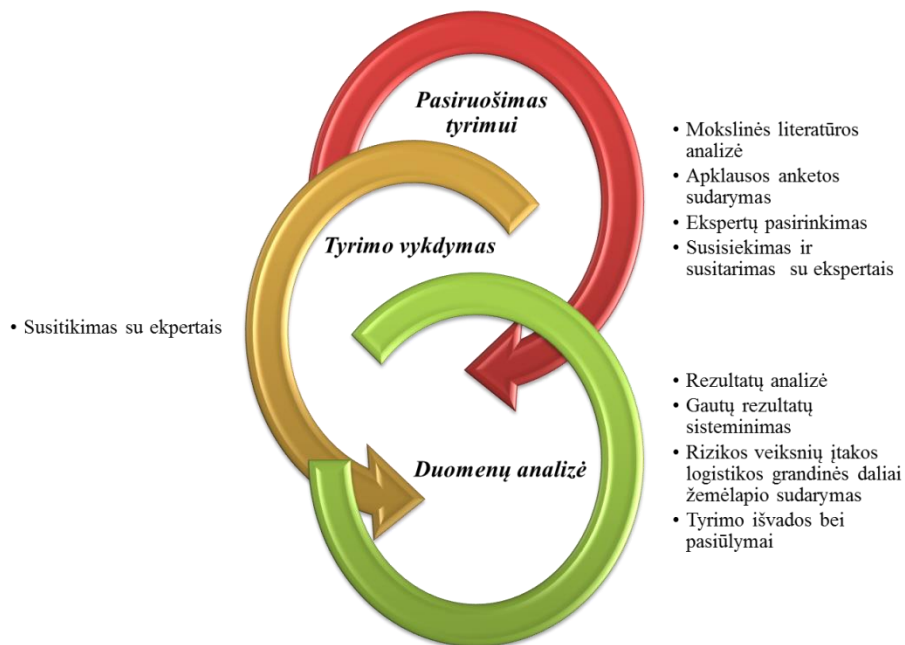 Pasiruošimas
tyrimui
• Mokslinės literatūros
analizė
• Apklausos anketos
sudarymas
• Ekspertų pasirinkimas
• Susisiekimas ir
susitarimas su ekspertais
Tyrimo vykdymas
• Susitikimas su ekpertais
Duomenų analizė
• Rezultatų analizė
• Gautų rezultatų
sisteminimas
• Rizikos veiksnių įtakos
logistikos grandinės daliai
žemėlapio sudarymas
• Tyrimo išvados bei
pasiūlymai